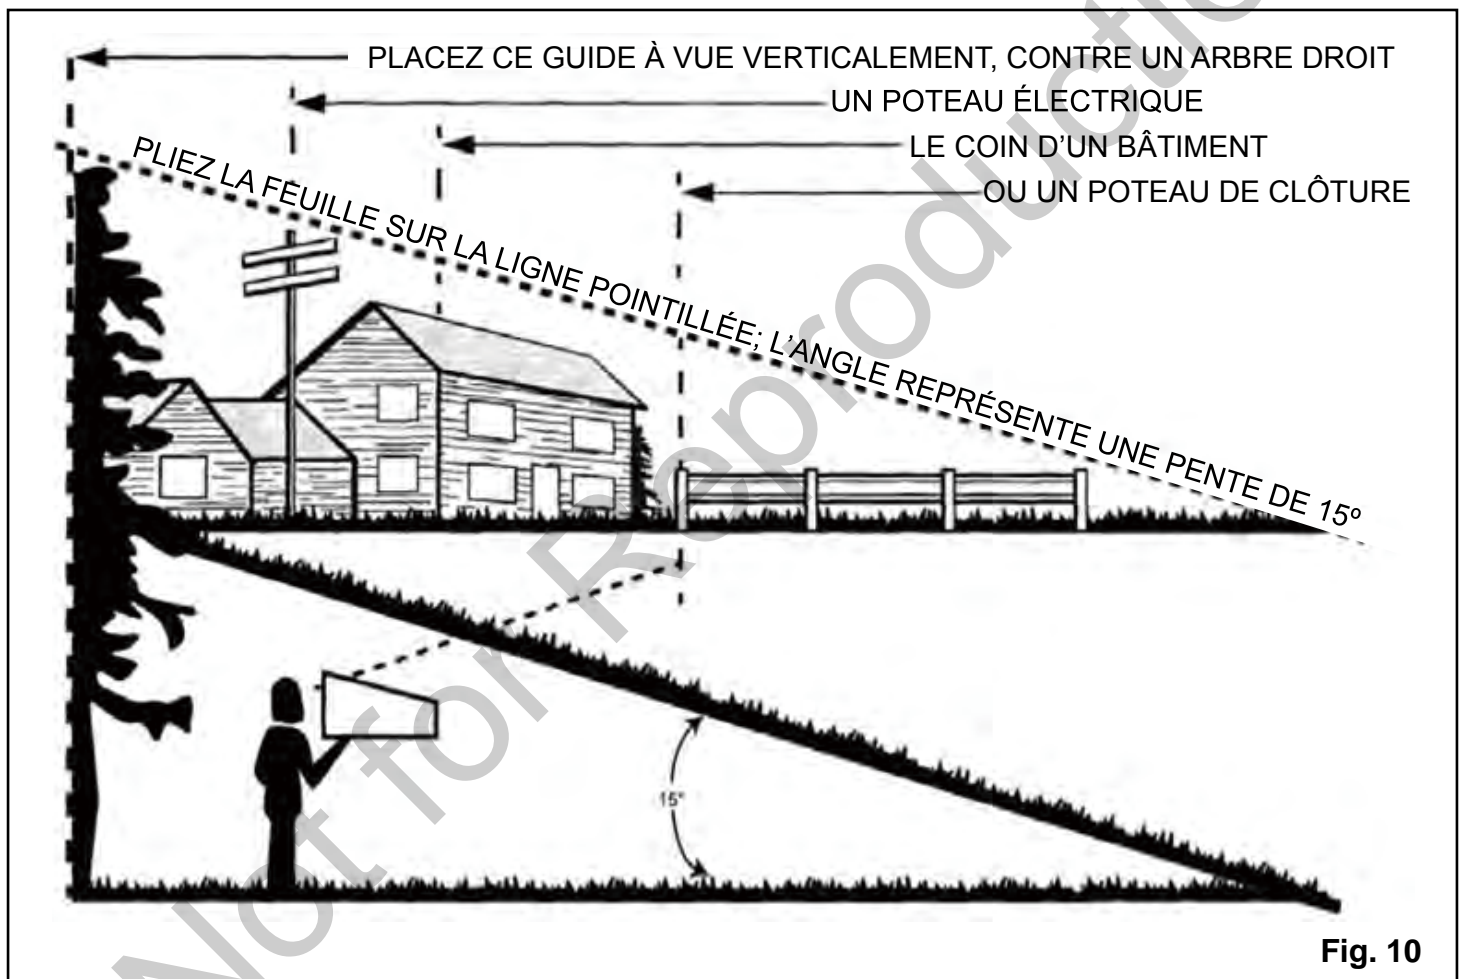 PLACEZ CE GUIDE À VUE VERTICALEMENT, CONTRE UN ARBRE DROIT
UN POTEAU ÉLECTRIQUE
LE COIN D'UN BÂTIMENT
OU UN POTEAU DE CLÔTURE
PLIEZ LA FEUILLE SUR LA LIGNE POINTILLÉE; L'ANGLE REPRÉSENTE UNE PENTE DE 15º
15°
Fig. 10
Not for Reproduction